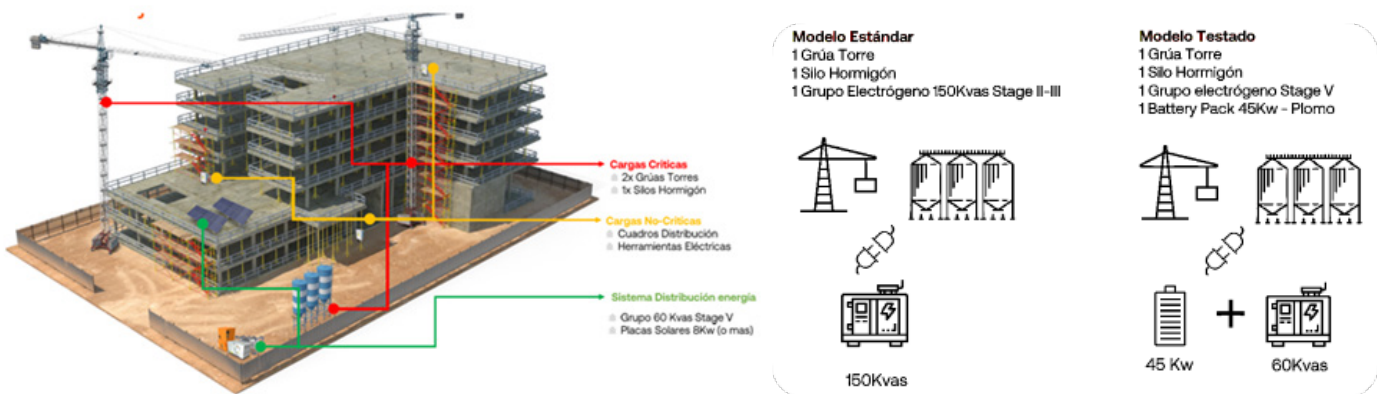 Cargas Críticas
2x Grúas Torres
1x Silos Hormigón
Cargas No-Críticas
Cuadros Distribución
Herramientas Eléctricas
Sistema Distribución energía
Grupo 60 Kvas Stage V
Placas Solares 8Kw (o mas)
Modelo Estándar
1 Grúa Torre
1 Silo Hormigón
1 Grupo Electrógeno 150Kvas Stage II-III
150Kvas
Modelo Testado
1 Grúa Torre
1 Silo Hormigón
1 Grupo electrógeno Stage V
1 Battery Pack 45Kw - Plomo
45 Kw
+
60Kvas